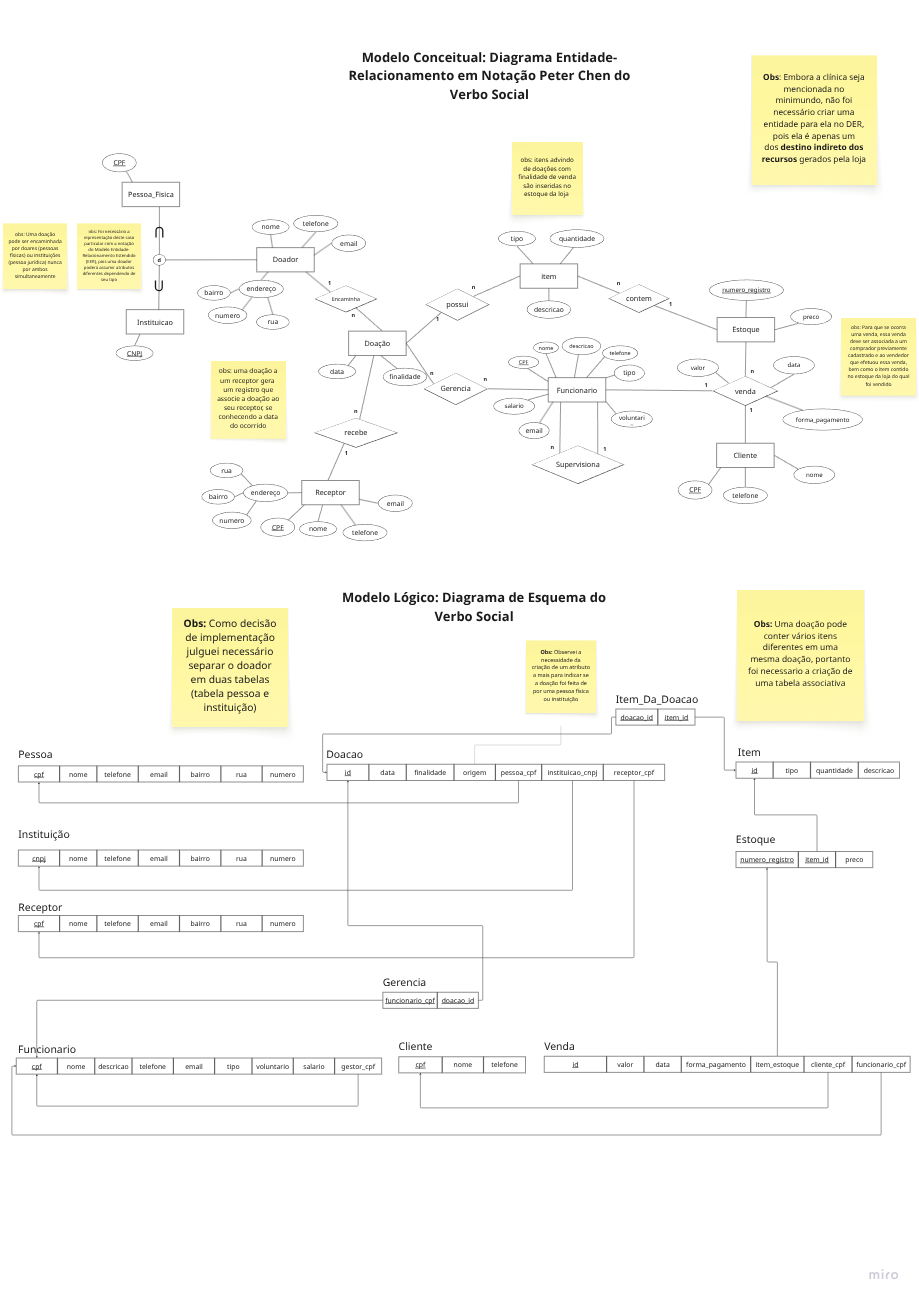 Modelo Conceitual: Diagrama Entidade-
Relacionamento em Notação Peter Chen do
Verbo Social
Obs: Embora a clínica seja
mencionada no
minimundo, não foi
necessário criar uma
entidade para ela no DER,
pois ela é apenas um
dos destino indireto dos
recursos gerados pela loja
obs: itens advindo
de doações com
finalidade de venda
são inseridas no
estoque da loja
CPF
Pessoa_Fisica
obs: Uma doação
pode ser encaminhada
por doares (pessoas
físicas) ou instituições
(pessoa jurídica) nunca
por ambos
simultaneamente
obs: Foi necessário a
representação deste caso
particular com a notação
do Modelo Entidade-
Relacionamento Estendido
(EER), pois uma doador
poderá assumir atributos
diferentes dependendo de
seu tipo
d
Instituicao
CNPJ
nome
telefone
email
Doador
endereço
bairro
numero
rua
1
Encaminha
n
Doação
data
finalidade
n
possui
1
tipo
quantidade
item
descricao
n
contem
1
numero_registro
Estoque
preco
obs: Para que se ocorra
uma venda, essa venda
deve ser associada a um
comprador previamente
cadastrado e ao vendedor
que efetuou essa venda,
bem como o item contido
no estoque da loja do qual
foi vendido
n
Gerencia
n
nome
descricao
telefone
CPF
tipo
Funcionario
salario
email
voluntari
o
n
1
Supervisiona
valor
data
n
1
venda
forma_pagamento
1
Cliente
CPF
telefone
nome
obs: uma doação a
um receptor gera
um registro que
associe a doação ao
seu receptor, se
conhecendo a data
do ocorrido
n
recebe
1
Receptor
rua
bairro
endereço
numero
CPF
nome
telefone
email
Modelo Lógico: Diagrama de Esquema do
Verbo Social
Obs: Como decisão
de implementação
julguei necessário
separar o doador
em duas tabelas
(tabela pessoa e
instituição)
Obs: Observei a
necessidade da
criação de um atributo
a mais para indicar se
a doação foi feita de
por uma pessoa física
ou instituição
Obs: Uma doação pode
conter vários itens
diferentes em uma
mesma doação, portanto
foi necessario a criação de
uma tabela associativa
Item_Da_Doacao
doacao_id item_id
Pessoa
cpf nome telefone email bairro rua numero
Doacao
id data finalidade origem pessoa_cpf instituicao_cnpj receptor_cpf
Item
id tipo quantidade descricao
Instituição
cnpj nome telefone email bairro rua numero
Estoque
numero_registro item_id preco
Receptor
cpf nome telefone email bairro rua numero
Gerencia
funcionario_cpf doacao_id
Funcionario
cpf nome descricao telefone email tipo voluntario salario gestor_cpf
Cliente
cpf nome telefone
Venda
id valor data forma_pagamento item_estoque cliente_cpf funcionario_cpf
miro